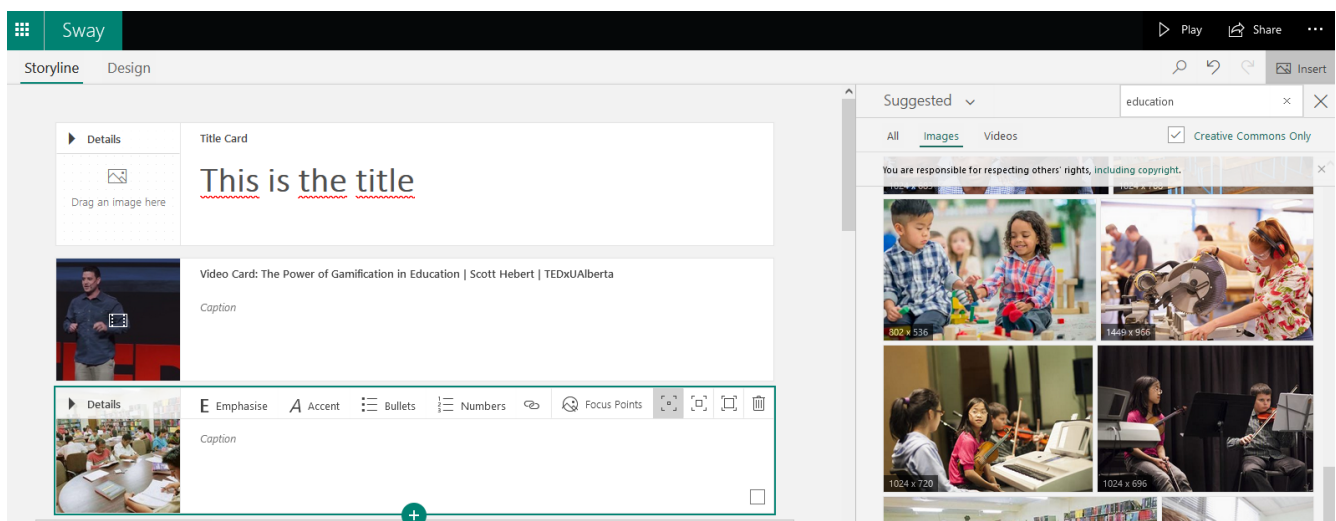 Sway
Play Share ...
Storyline Design
Insert
Suggested
education
All Images Videos
Creative Commons Only
You are responsible for respecting others' rights, including copyright.
Details
Title Card
This is the title
Drag an image here
Video Card: The Power of Gamification in Education | Scott Hebert | TEDxUAlberta
Caption
Details
E Emphasise A Accent Bullets Numbers Focus Points
Caption
802 x 536
1449 x 966
1024 x 720
1024 x 696